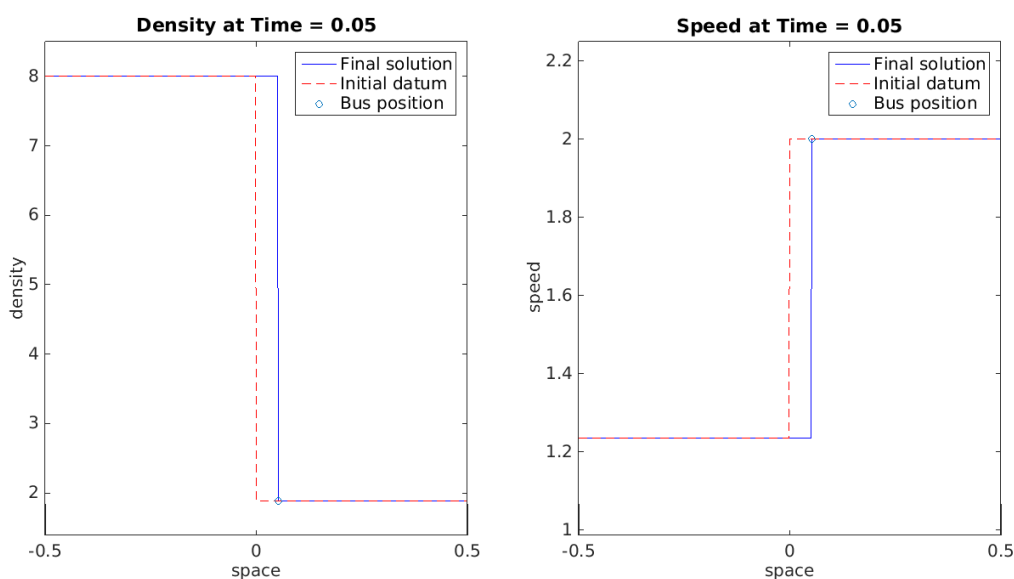 Density at Time = 0.05
Final solution
Initial datum
Bus position
8
7
6
5
4
3
2
density
-0.5
0
0.5
space
Speed at Time = 0.05
Final solution
Initial datum
Bus position
2.2
2
1.8
1.6
1.4
1.2
1
speed
-0.5
0
0.5
space